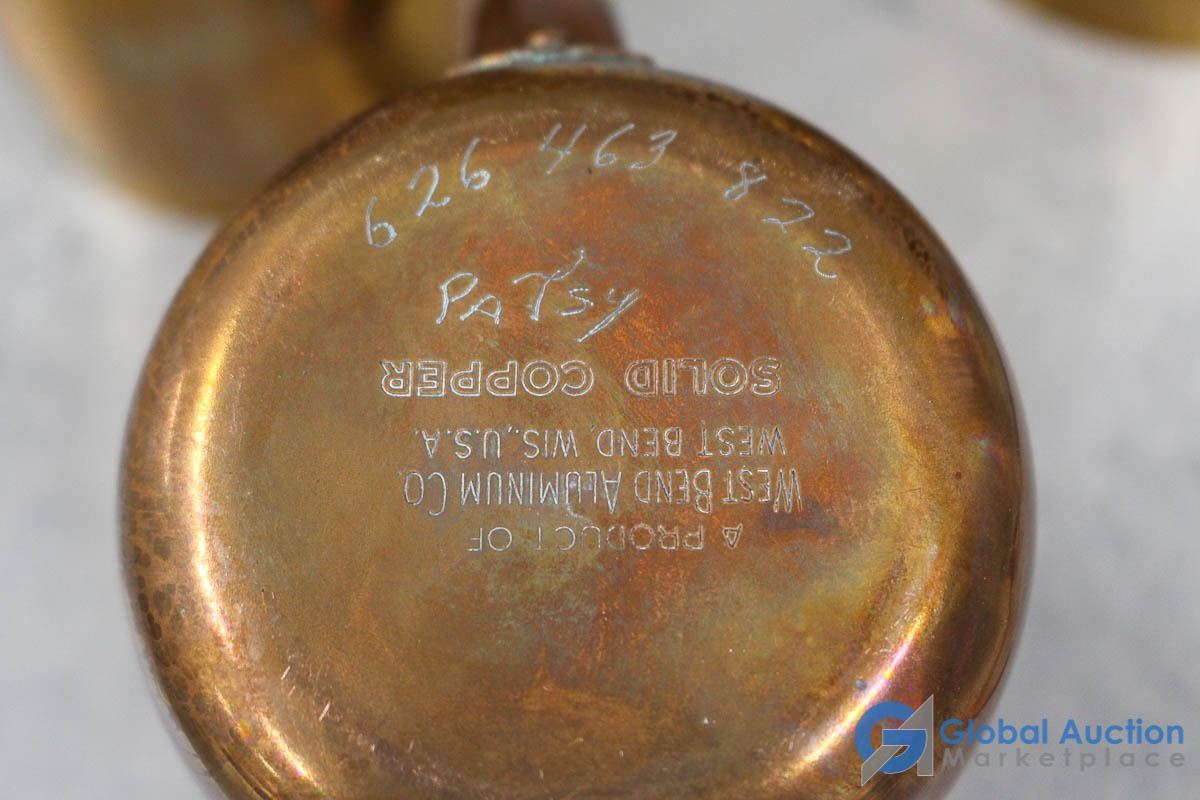 626 463 822
PATSy
A PRODUCT OF
WEST BEND ALUMINUM CO.
WEST BEND, WIS., U.S.A.
SOLID COPPER
Global Auction
Marketplace